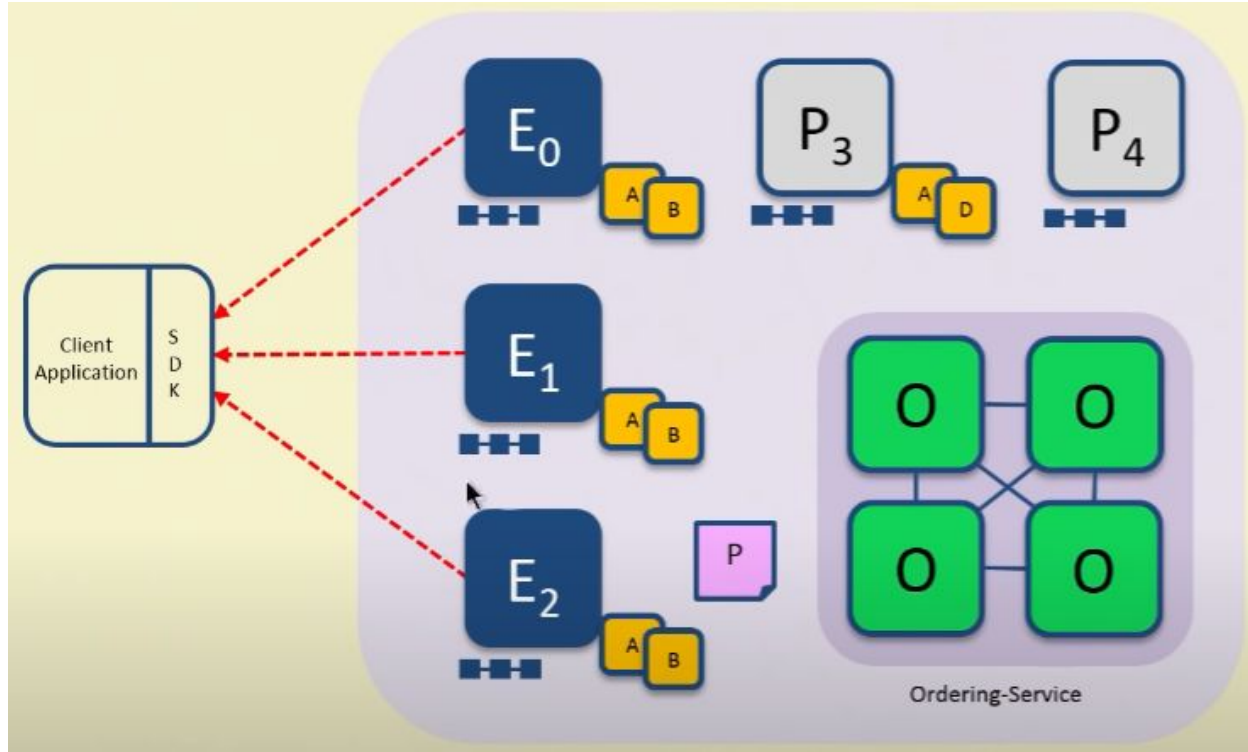 E0
A
B
P3
A
D
P4
Client
Application
S
D
K
E1
A
B
O
O
E2
A
B
P
O
O
Ordering-Service